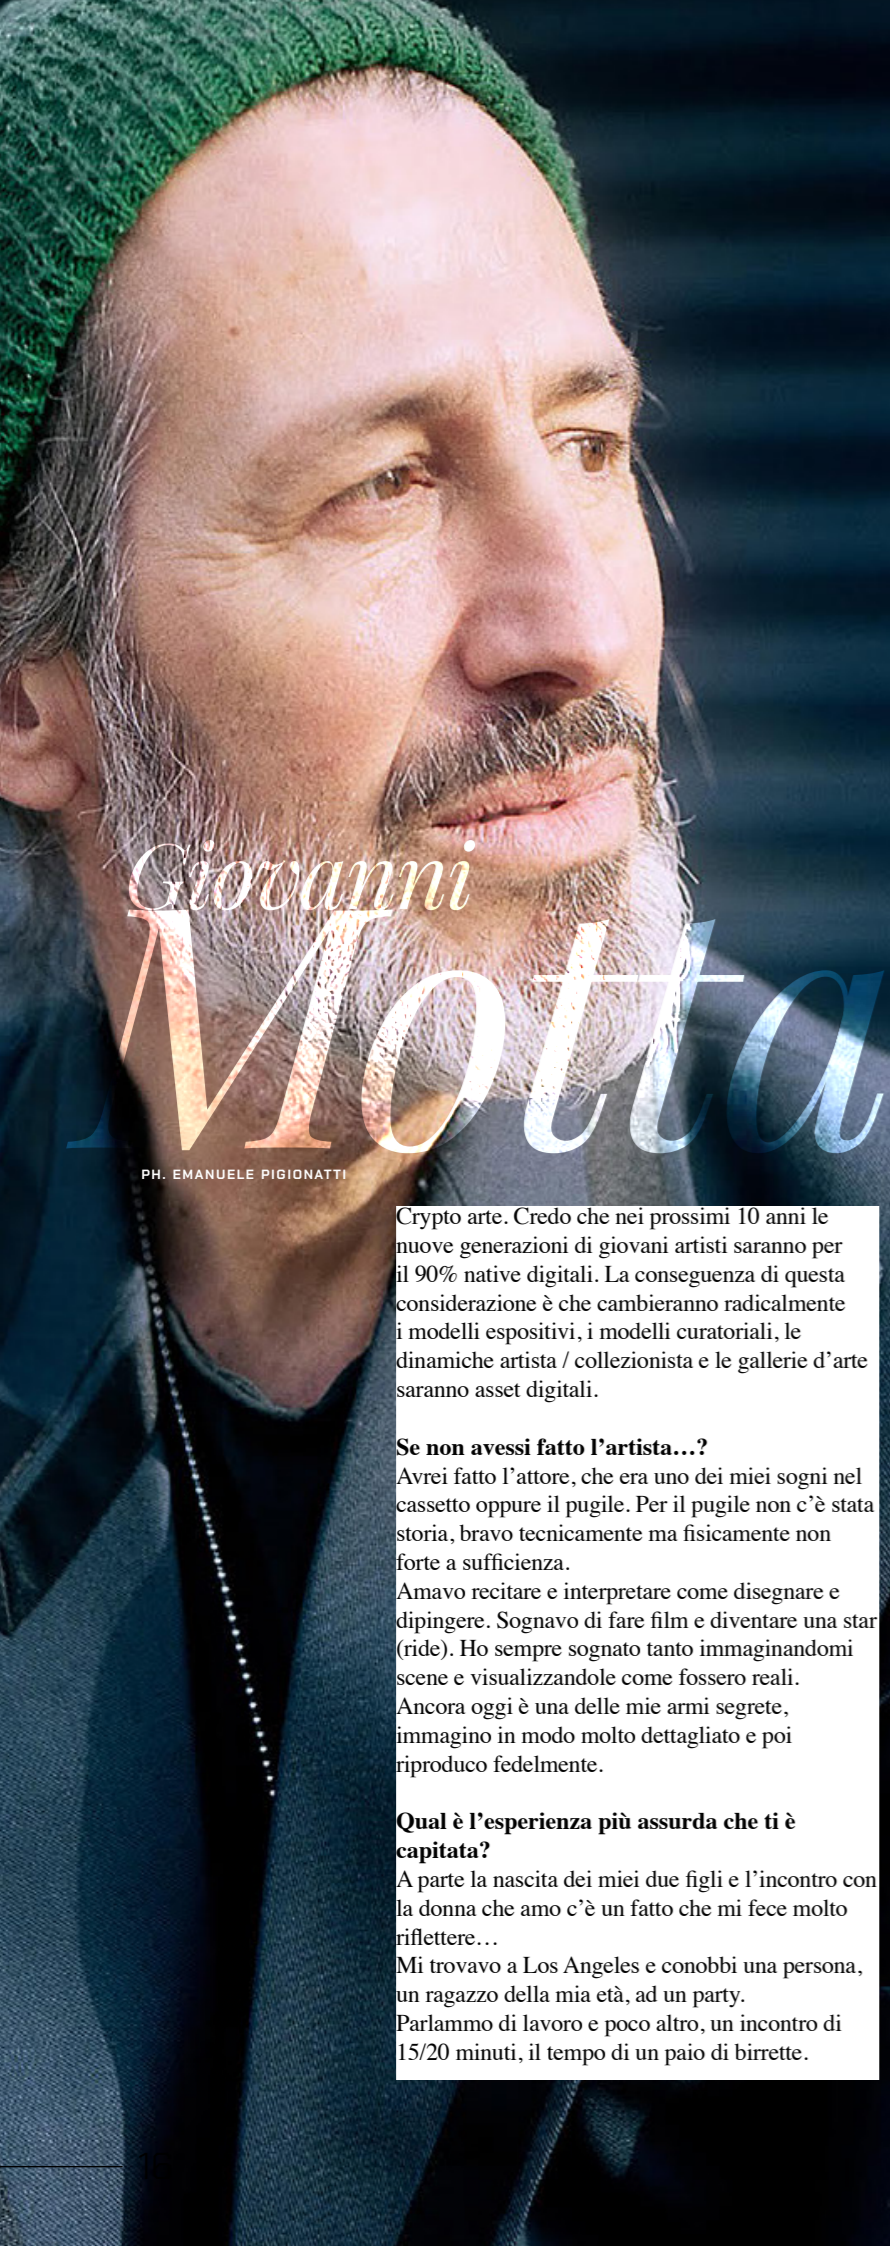 Giovanni
Motta
PH. EMANUELE PIGIONATTI
Crypto arte. Credo che nei prossimi 10 anni le
nuove generazioni di giovani artisti saranno per
il 90% native digitali. La conseguenza di questa
considerazione è che cambieranno radicalmente
i modelli espositivi, i modelli curatoriali, le
dinamiche artista / collezionista e le gallerie d’arte
saranno asset digitali.
Se non avessi fatto l’artista…?
Avrei fatto l’attore, che era uno dei miei sogni nel
cassetto oppure il pugile. Per il pugile non c’è stata
storia, bravo tecnicamente ma fisicamente non
forte a sufficienza.
Amavo recitare e interpretare come disegnare e
dipingere. Sognavo di fare film e diventare una star
(ride). Ho sempre sognato tanto immaginandomi
scene e visualizzandole come fossero reali.
Ancora oggi è una delle mie armi segrete,
immagino in modo molto dettagliato e poi
riproduco fedelmente.
Qual è l’esperienza più assurda che ti è
capitata?
A parte la nascita dei miei due figli e l’incontro con
la donna che amo c’è un fatto che mi fece molto
riflettere…
Mi trovavo a Los Angeles e conobbi una persona,
un ragazzo della mia età, ad un party.
Parlammo di lavoro e poco altro, un incontro di
15/20 minuti, il tempo di un paio di birrette.